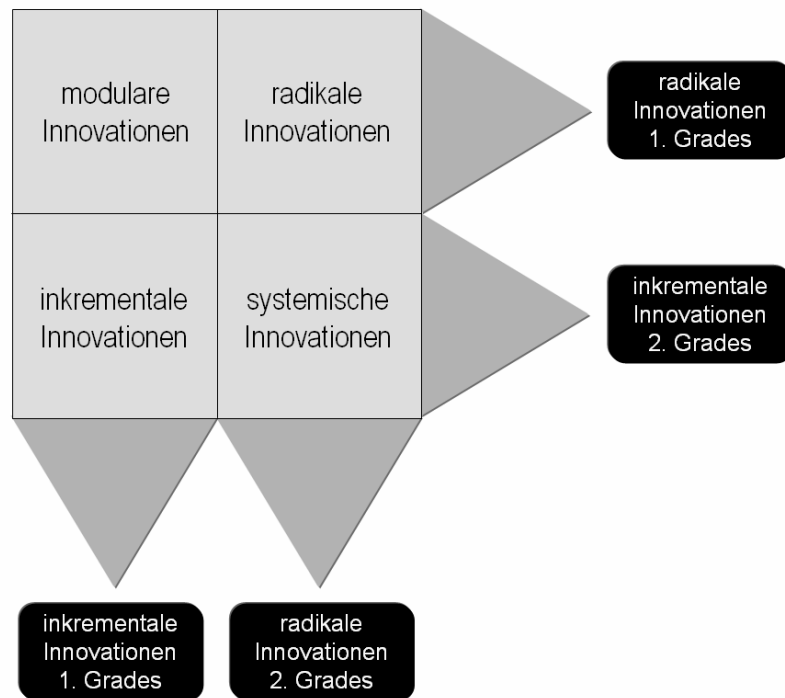 modulare
Innovationen
radikale
Innovationen
radikale
Innovationen
1. Grades
inkrementale
Innovationen
systemische
Innovationen
inkrementale
Innovationen
2. Grades
inkrementale
Innovationen
1. Grades
radikale
Innovationen
2. Grades